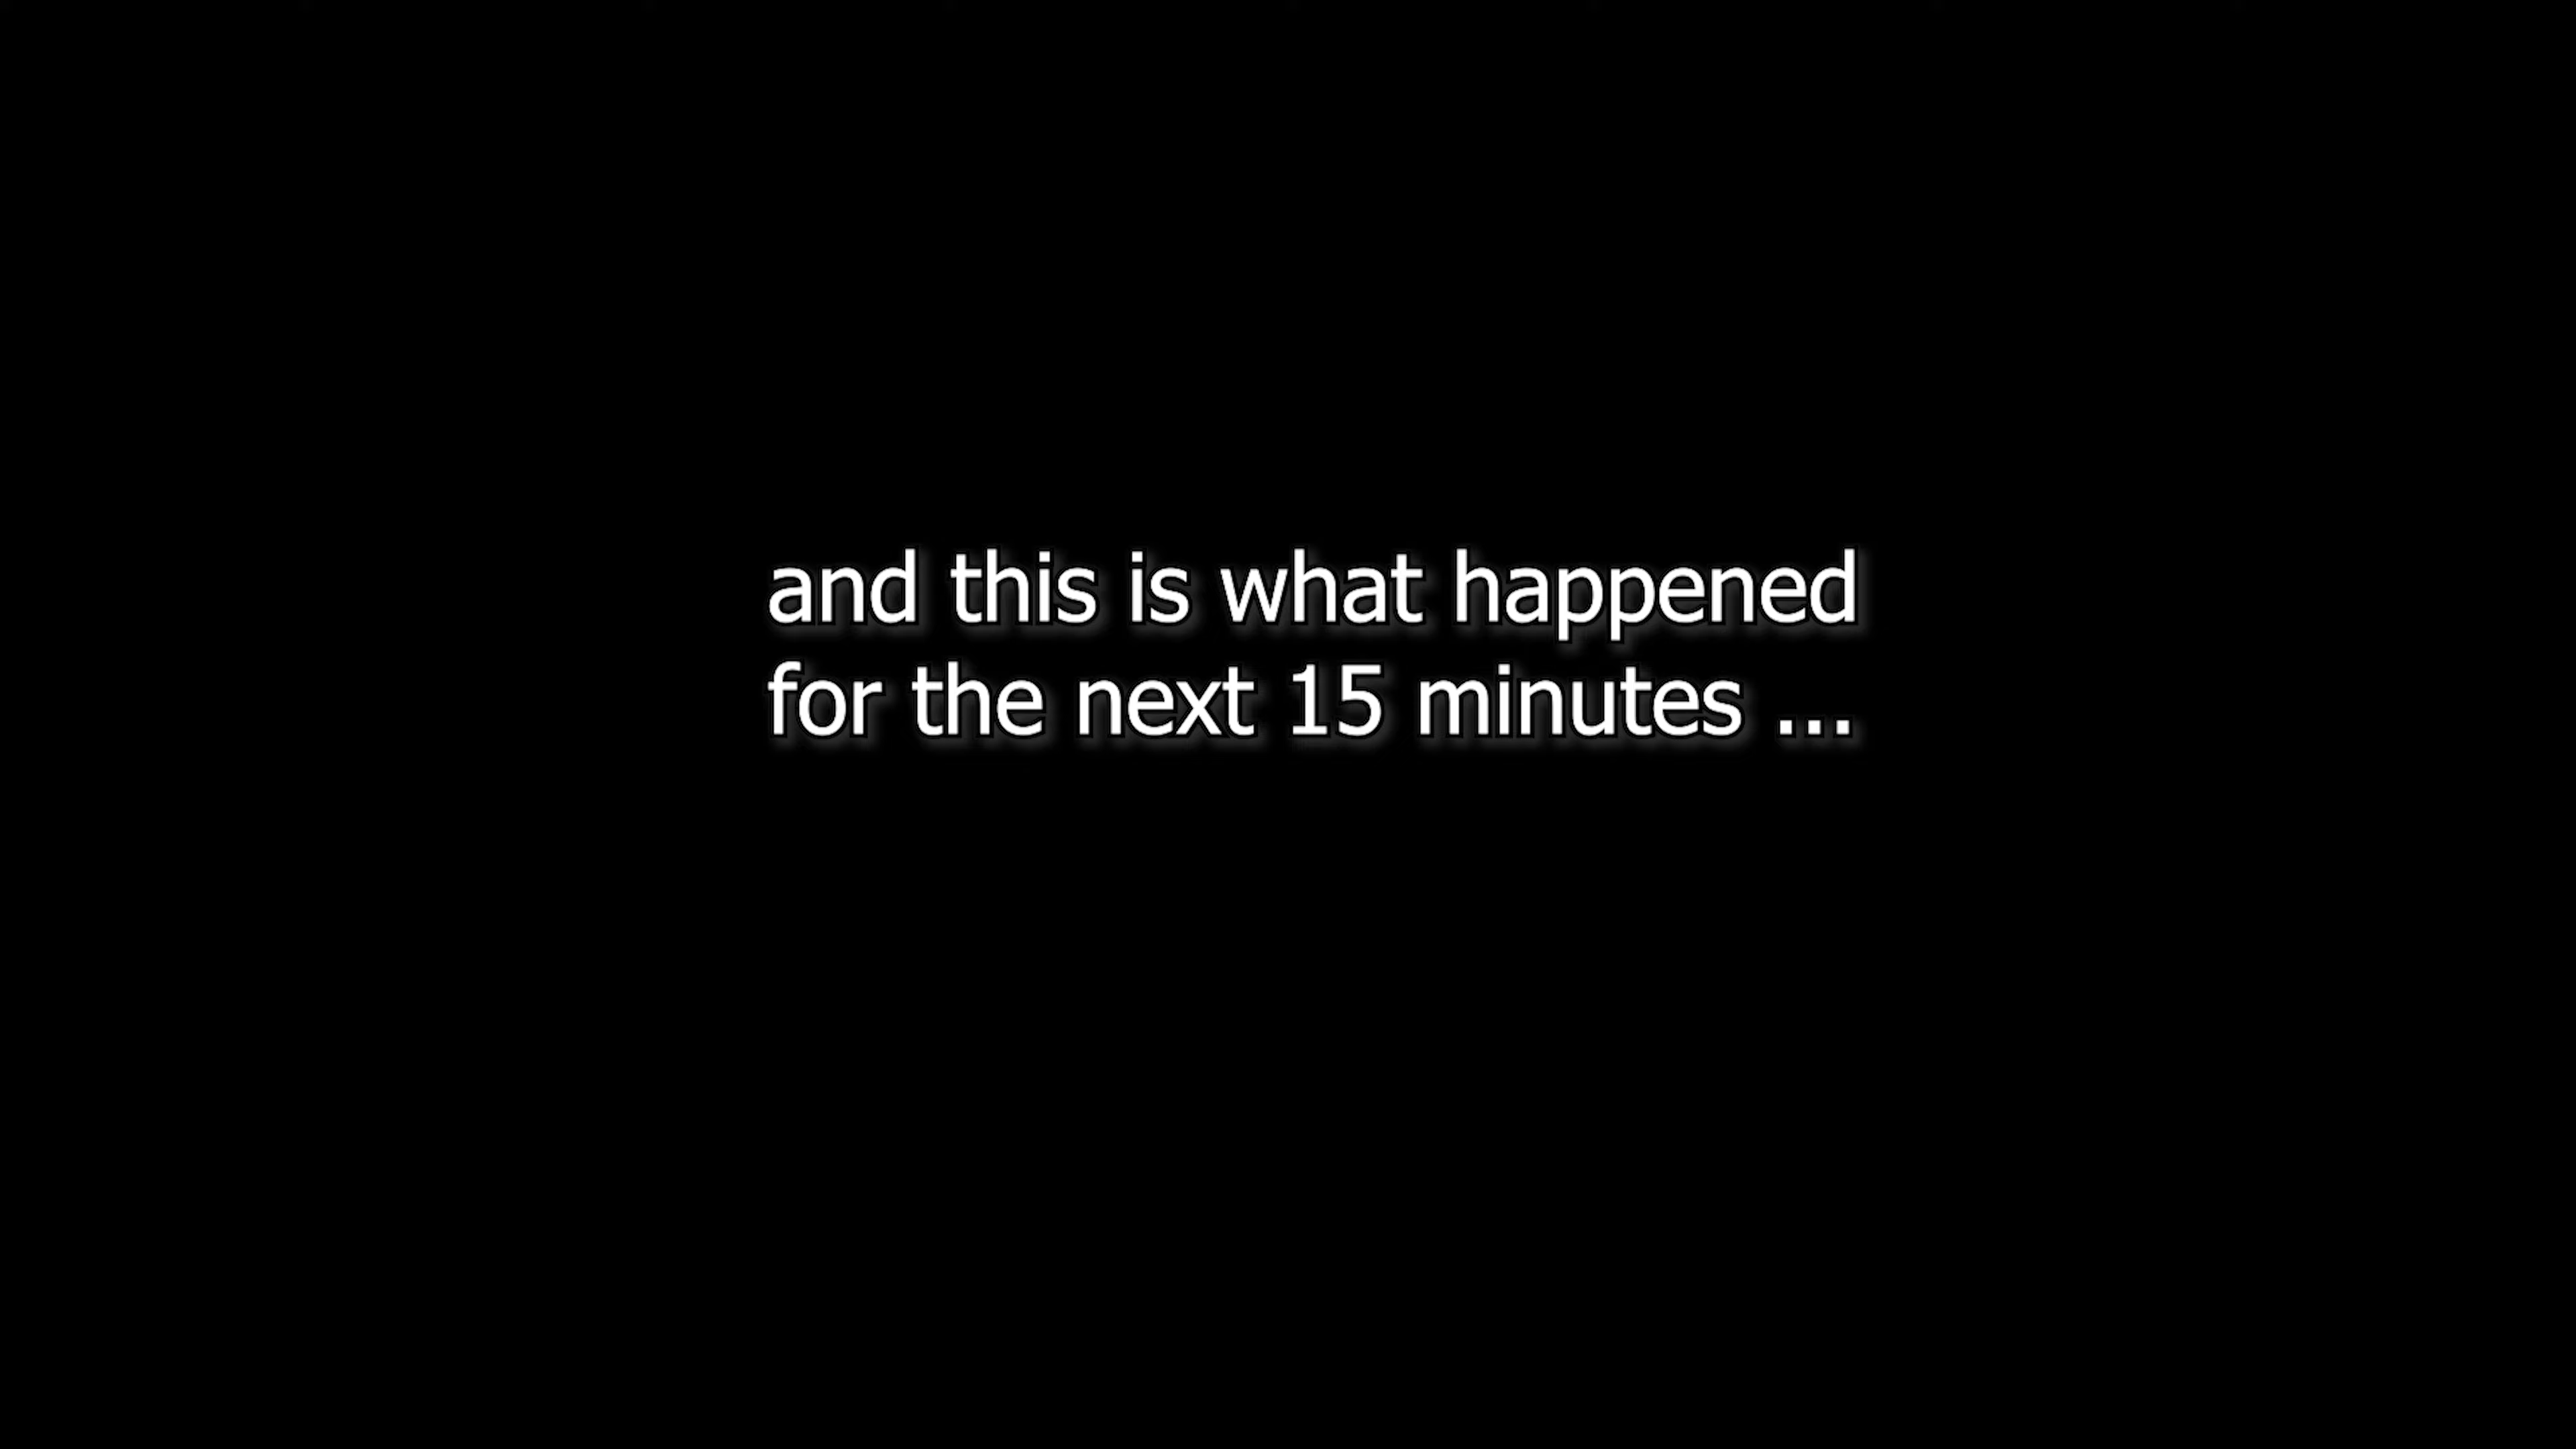 and this is what happened
for the next 15 minutes ...